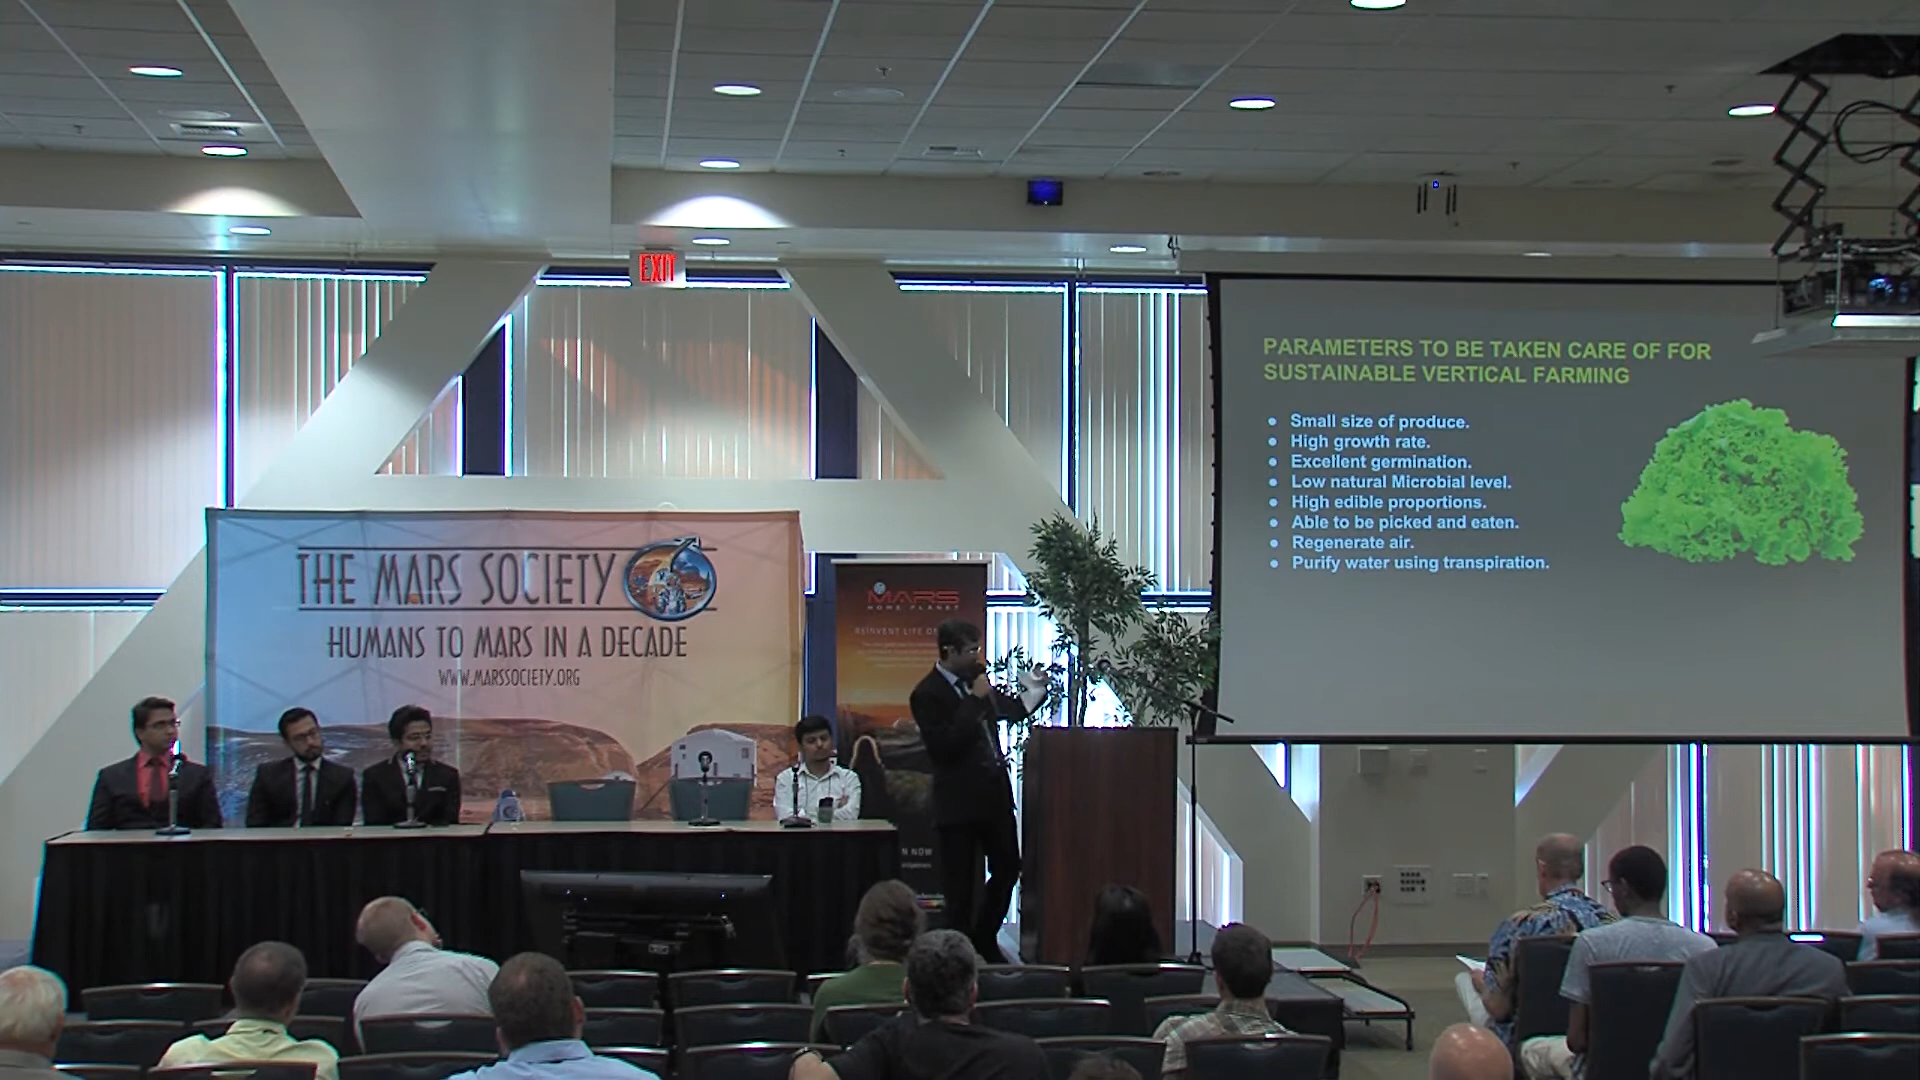 EXIT
PARAMETERS TO BE TAKEN CARE OF FOR
SUSTAINABLE VERTICAL FARMING
● Small size of produce.
● High growth rate.
● Excellent germination.
● Low natural Microbial level.
● High edible proportions.
● Able to be picked and eaten.
● Regenerate air.
● Purify water using transpiration.
THE MARS SOCIETY
HUMANS TO MARS IN A DECADE
WWW.MARSSOCIETY.ORG
MARS
HOME PLANET
REINVENT LIFE
NOW